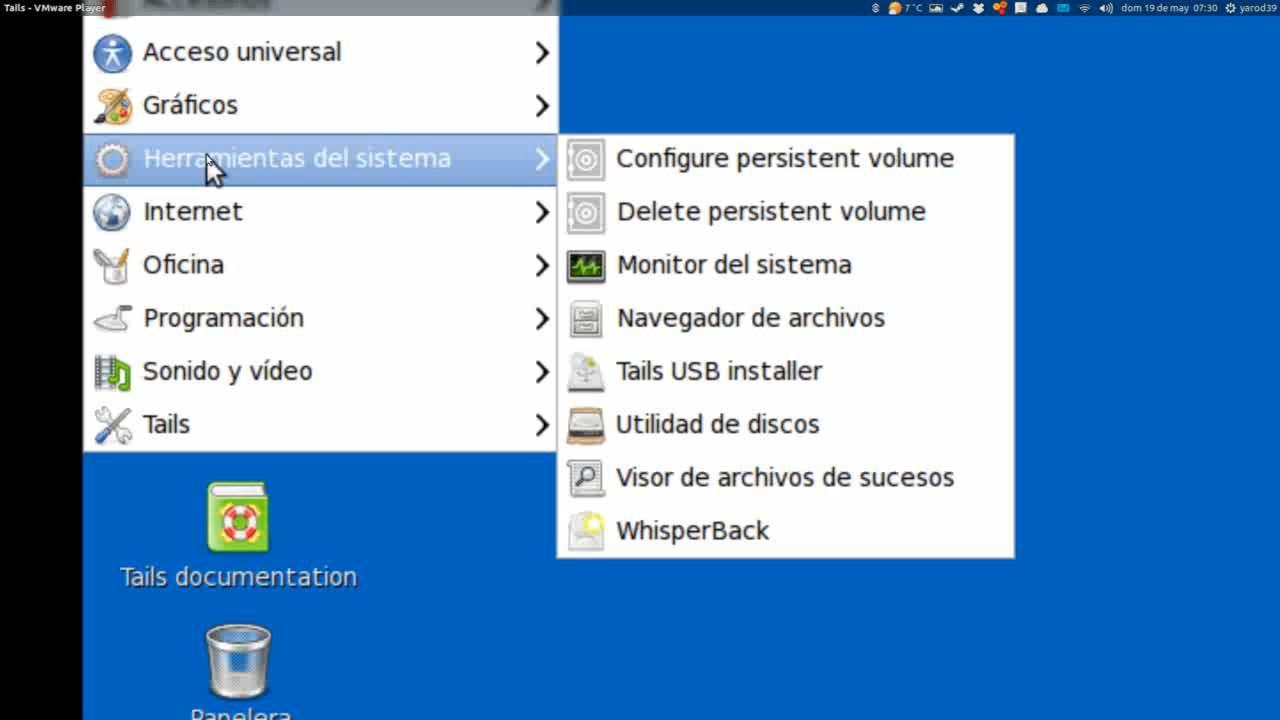 Tails - VMware Player
7°C
dom 19 de may 07:30
yarod39
Accesorios
Acceso universal
Gráficos
Herramientas del sistema
Internet
Oficina
Programación
Sonido y vídeo
Tails
Configure persistent volume
Delete persistent volume
Monitor del sistema
Navegador de archivos
Tails USB installer
Utilidad de discos
Visor de archivos de sucesos
WhisperBack
Tails documentation
Papelera